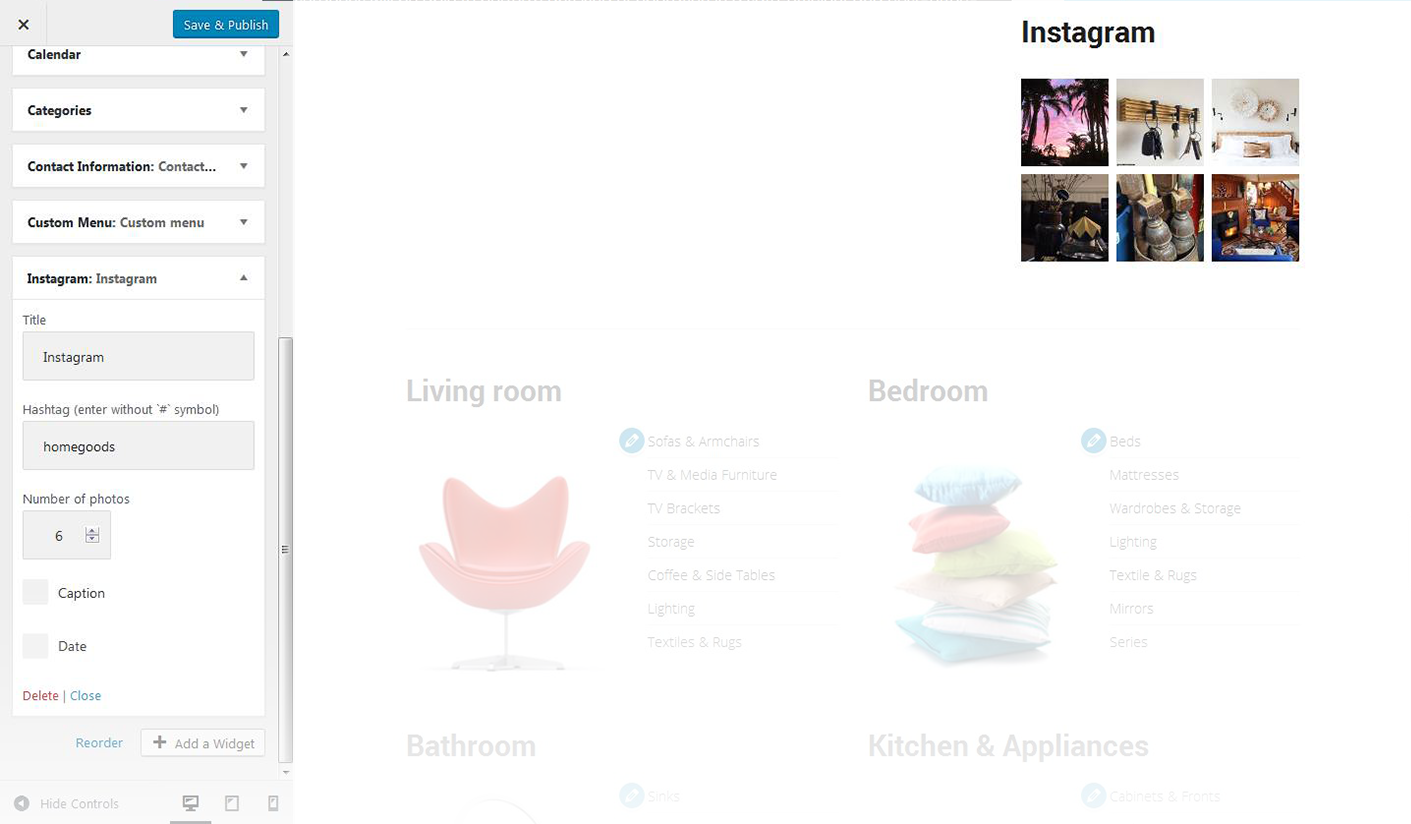 Save & Publish
Calendar
Categories
Contact Information: Contact...
Custom Menu: Custom menu
Instagram: Instagram
Title
Instagram
Hashtag (enter without `#` symbol)
homegoods
Number of photos
6
Caption
Date
Delete | Close
Reorder
Add a Widget
Hide Controls
Instagram
Living room
Sofas & Armchairs
TV & Media Furniture
TV Brackets
Storage
Coffee & Side Tables
Lighting
Textiles & Rugs
Bedroom
Beds
Mattresses
Wardrobes & Storage
Lighting
Textile & Rugs
Mirrors
Series
Bathroom
Sinks
Kitchen & Appliances
Cabinets & Fronts